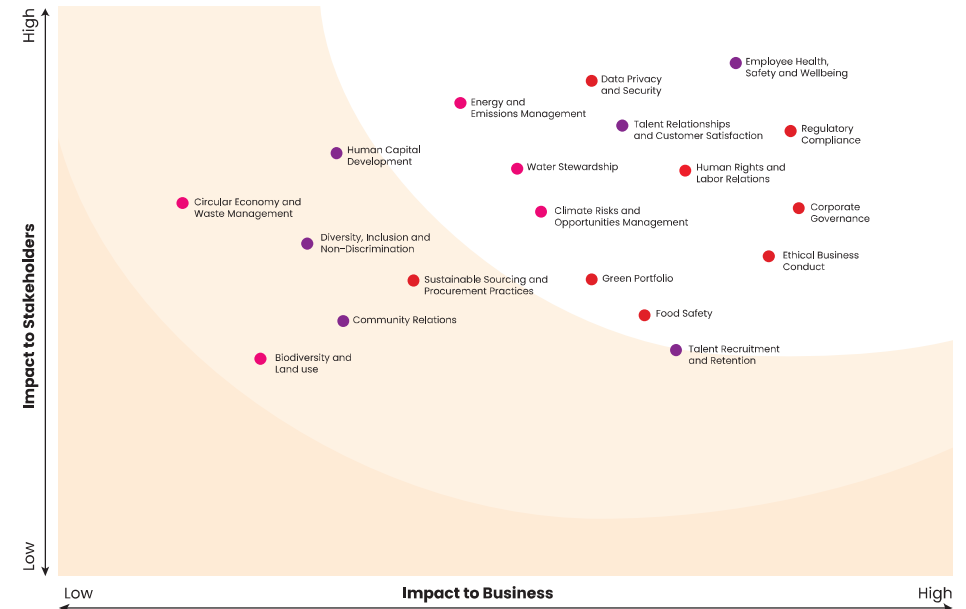 High
Employee Health,
Safety and Wellbeing
Data Privacy
and Security
Energy and
Emissions Management
Talent Relationships
and Customer Satisfaction
Regulatory
Compliance
Human Capital
Development
Water Stewardship
Human Rights and
Labor Relations
Circular Economy and
Waste Management
Climate Risks and
Opportunities Management
Corporate
Governance
Diversity, Inclusion and
Non-Discrimination
Ethical Business
Conduct
Sustainable Sourcing and
Procurement Practices
Green Portfolio
Community Relations
Food Safety
Biodiversity and
Land use
Talent Recruitment
and Retention
Impact to Stakeholders
Low
Low
Impact to Business
High